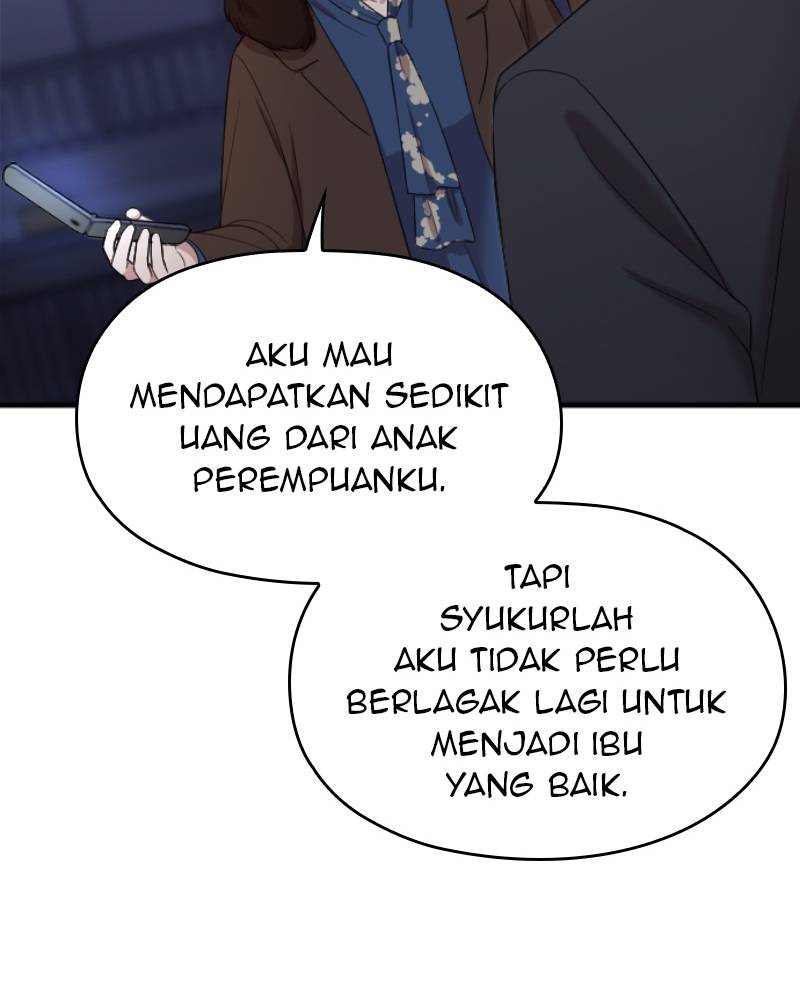 AKU MAU
MENDAPATKAN SEDIKIT
UANG DARI ANAK
PEREMPUANKU.
TAPI
SYUKURLAH
AKU TIDAK PERLU
BERLAGAK LAGI UNTUK
MENJADI IBU
YANG BAIK.